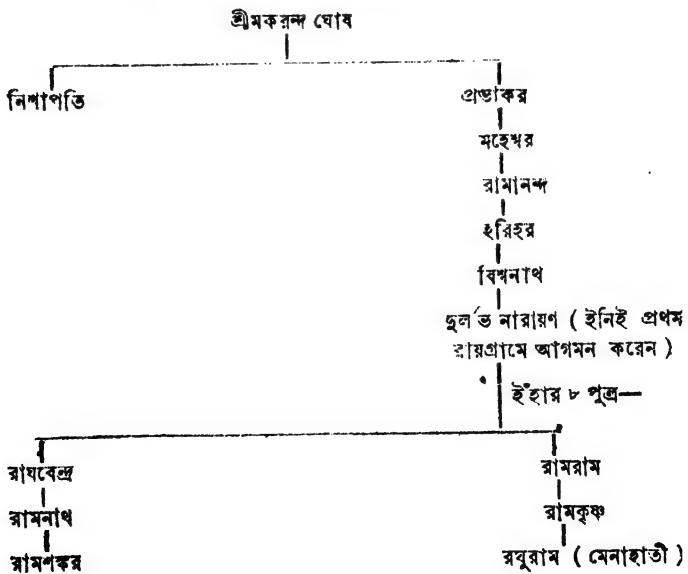 শ্রীমকরন্দ ঘোষ
নিশাপতি
প্রভাকর
মহেশ্বর
রামানন্দ
হরিহর
বিশ্বনাথ
দুর্লভ নারায়ণ ( ইনিই প্রথম
রায়গ্রামে আগমন করেন )
ইঁহার ৮ পুত্র—
রাঘবেন্দ্র
রামরাম
রামনাথ
রামকৃষ্ণ
রামশঙ্কর
রঘুরাম ( মেনাহাতী )